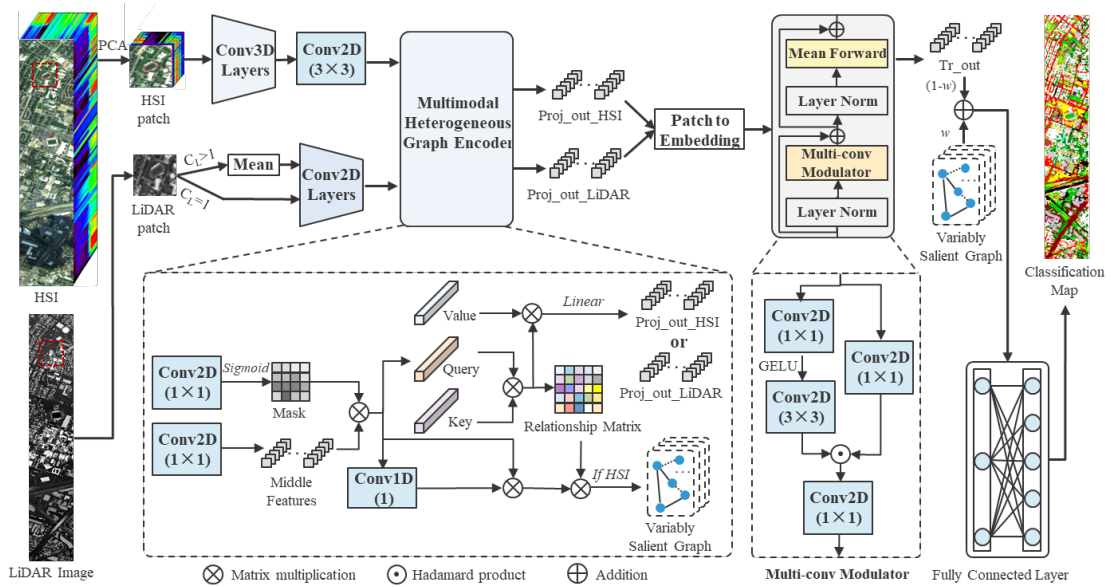 PCA
HSI
patch
Conv3D
Layers
Conv2D
(3×3)
Multimodal
Heterogeneous
Graph Encoder
Proj_out_HSI
Proj_out_LiDAR
Patch to
Embedding
Mean Forward
Layer Norm
Multi-conv
Modulator
Layer Norm
Tr_out
(1-w)
w
Variably
Salient Graph
Classification
Map
C_L>1
C_L=1
Mean
Conv2D
Layers
LiDAR
patch
HSI
LiDAR Image
Conv2D
(1×1)
Sigmoid
Mask
Conv2D
(1×1)
Middle
Features
Value
Query
Key
Conv1D
(1)
Linear
Proj_out_HSI
or
Proj_out_LiDAR
Relationship Matrix
If HSI
Variably
Salient Graph
Conv2D
(1×1)
GELU
Conv2D
(3×3)
Conv2D
(1×1)
Conv2D
(1×1)
Matrix multiplication
Hadamard product
Addition
Multi-conv Modulator
Fully Connected Layer